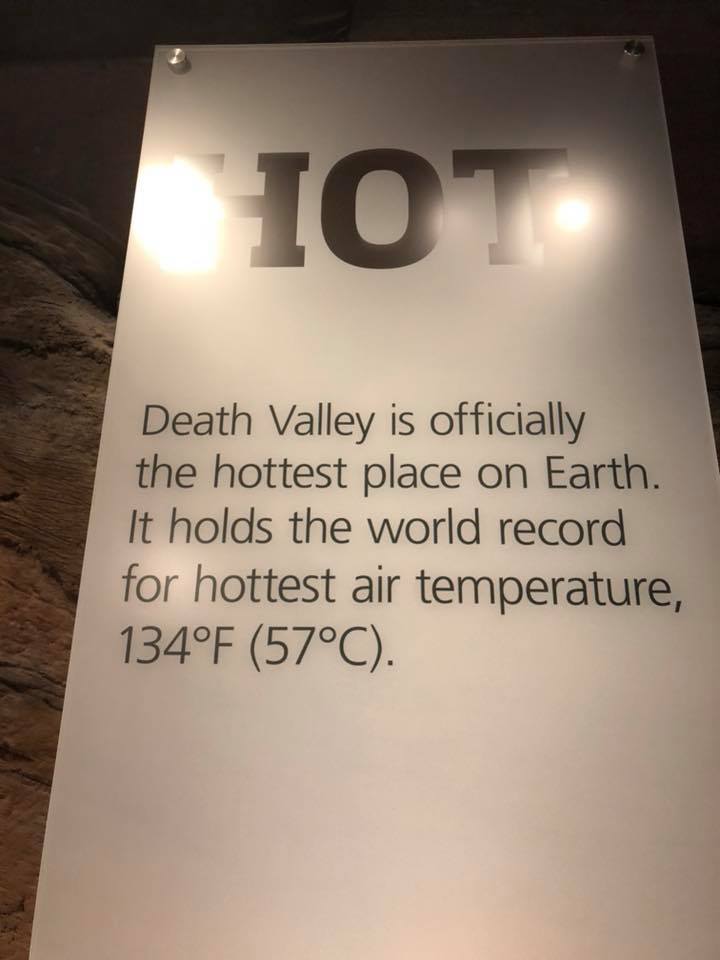 HOT
Death Valley is officially
the hottest place on Earth.
It holds the world record
for hottest air temperature,
134°F (57°C).